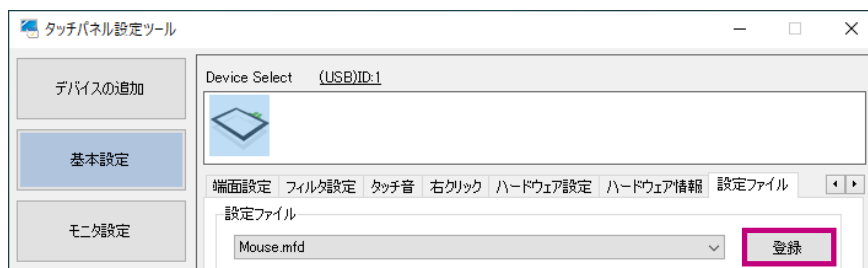 タッチパネル設定ツール
デバイスの追加
基本設定
モニタ設定
Device Select (USB)ID:1
端面設定 フィルタ設定 タッチ音 右クリック ハードウェア設定 ハードウェア情報 設定ファイル
設定ファイル
Mouse.mfd
登録